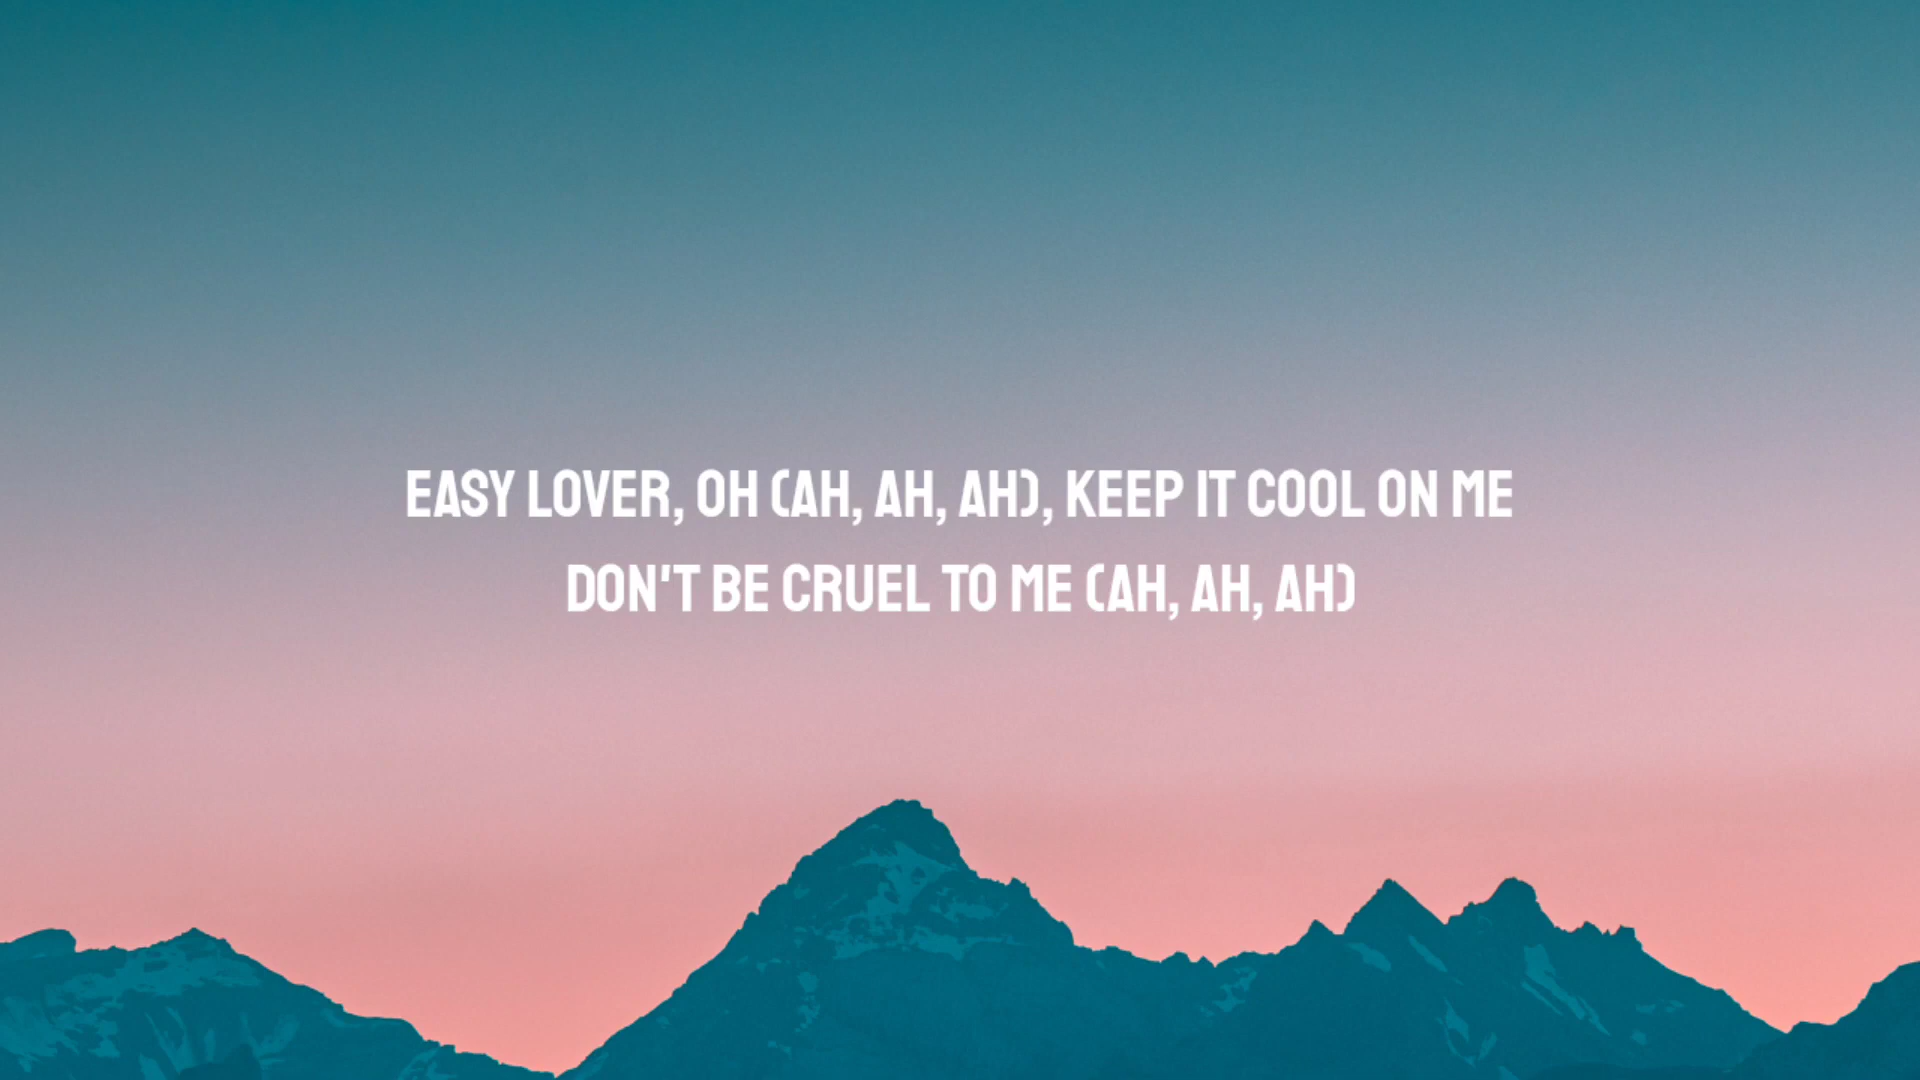 EASY LOVER, OH (AH, AH, AH), KEEP IT COOL ON ME
DON'T BE CRUEL TO ME (AH, AH, AH)